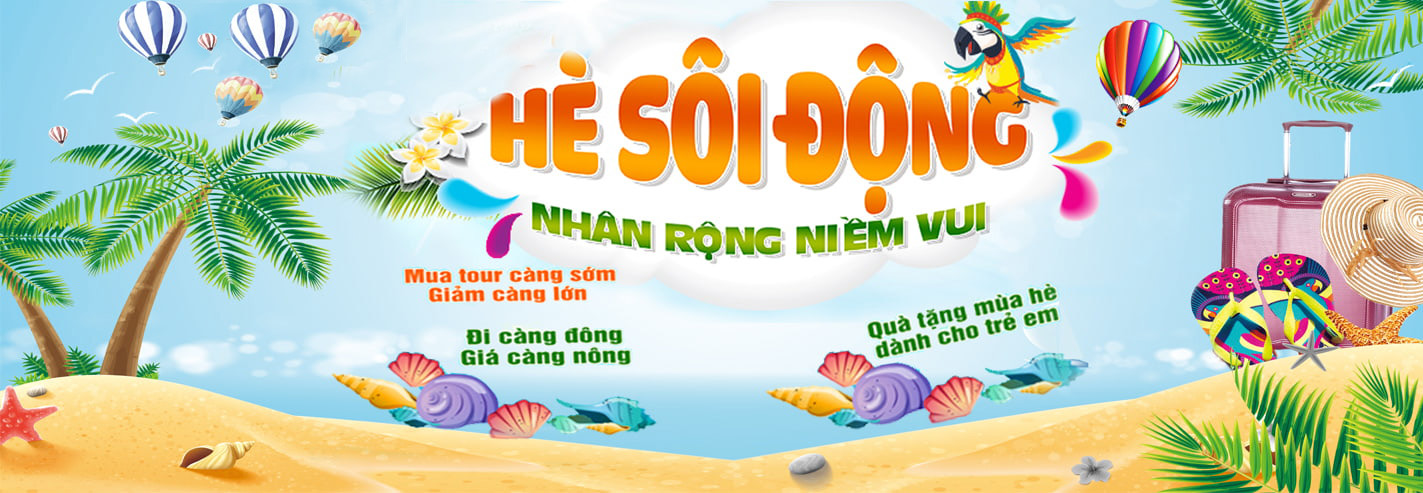 HÈ SÔI ĐỘNG
NHÂN RỘNG NIỀM VUI
Mua tour càng sớm
Giảm càng lớn
Đi càng đông
Giá càng nông
Quà tặng mùa hè
dành cho trẻ em